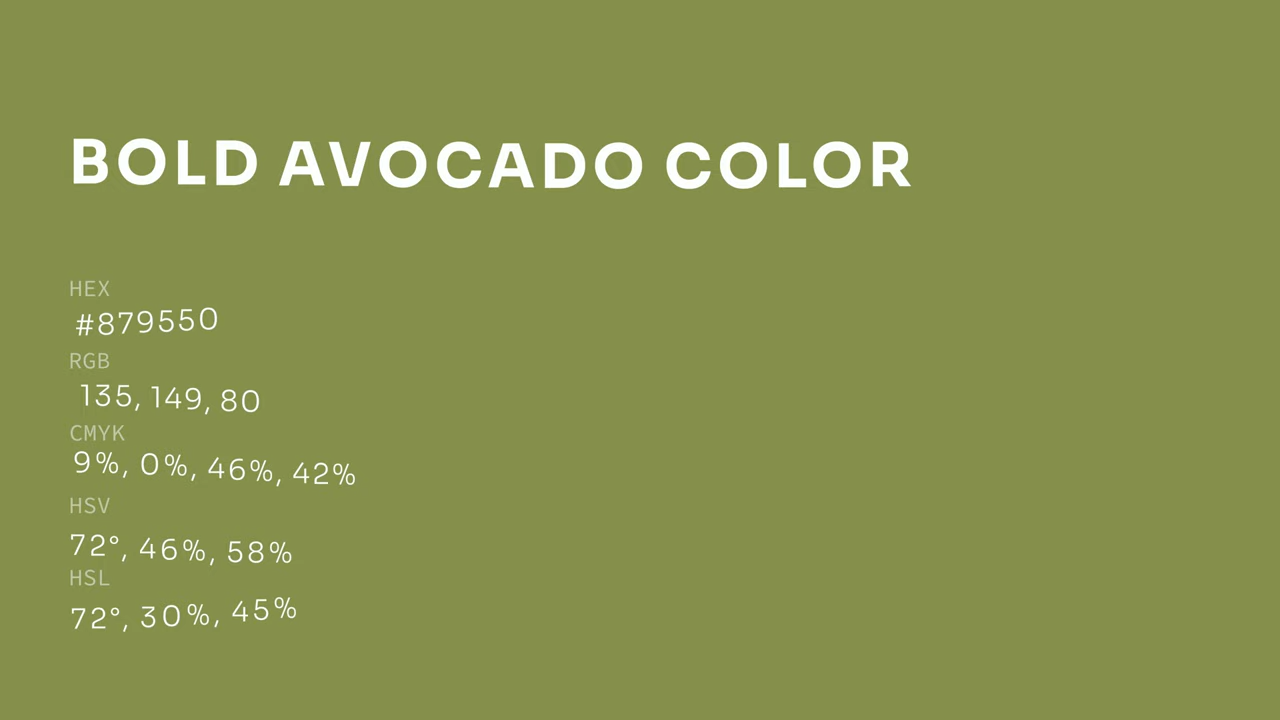 BOLD AVOCADO COLOR
HEX
#879550
RGB
135, 149, 80
CMYK
9%, 0%, 46%, 42%
HSV
72°, 46%, 58%
HSL
72°, 30%, 45%